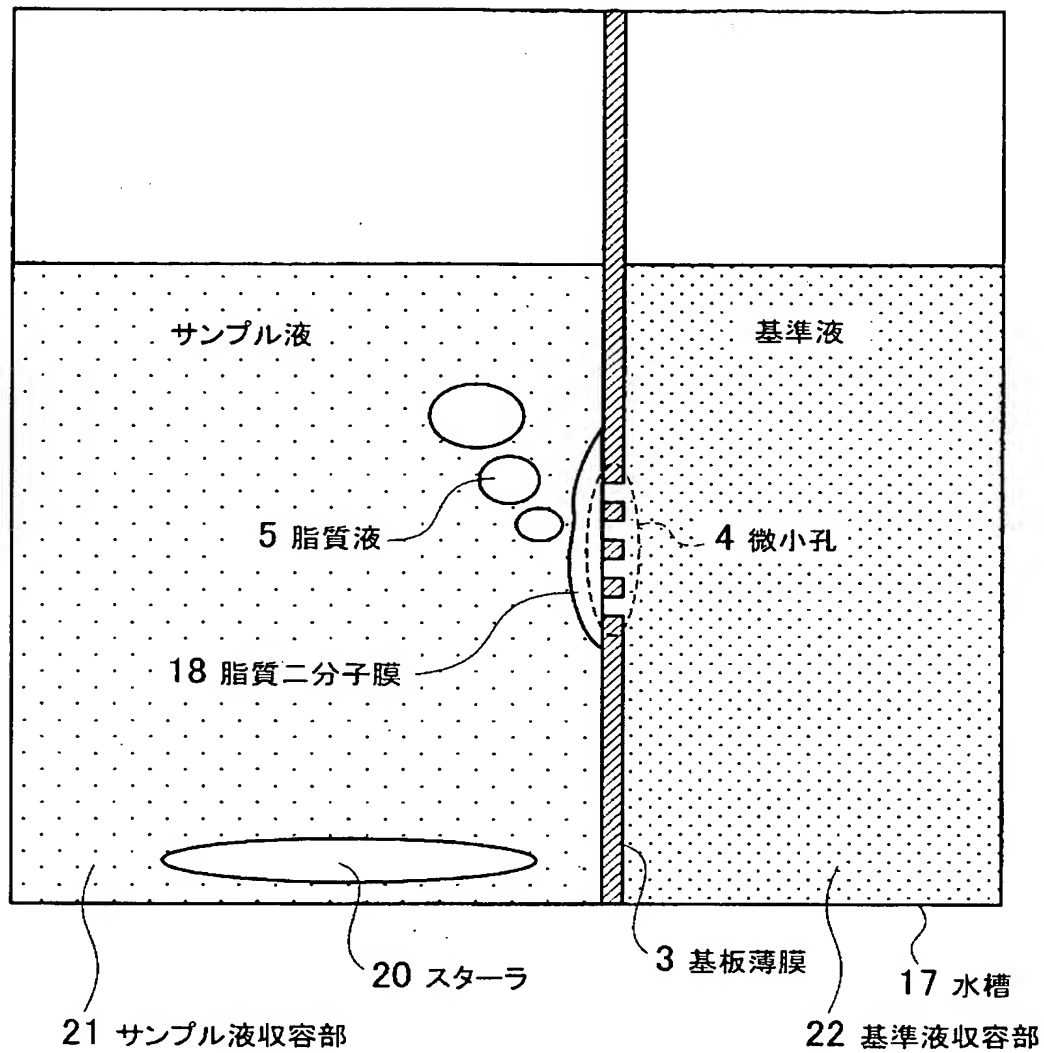 サンプル液
基準液
5 脂質液
4 微小孔
18 脂質二分子膜
3 基板薄膜
20 スターラ
17 水槽
21 サンプル液収容部
22 基準液収容部